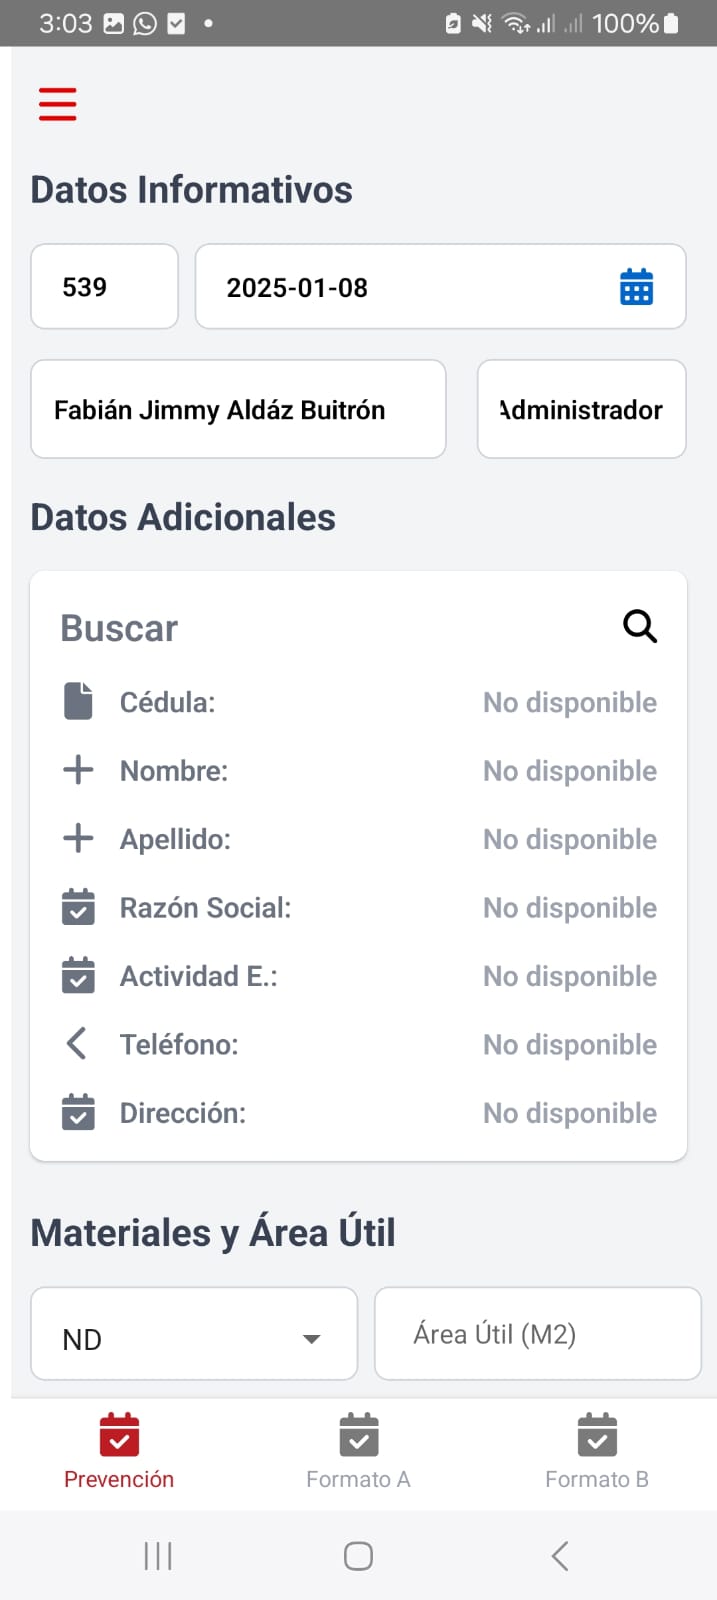 3:03 100%
Datos Informativos
539 2025-01-08
Fabián Jimmy Aldáz Buitrón Administrador
Datos Adicionales
Buscar
Cédula: No disponible
Nombre: No disponible
Apellido: No disponible
Razón Social: No disponible
Actividad E.: No disponible
Teléfono: No disponible
Dirección: No disponible
Materiales y Área Útil
ND Área Útil (M2)
Prevención Formato A Formato B